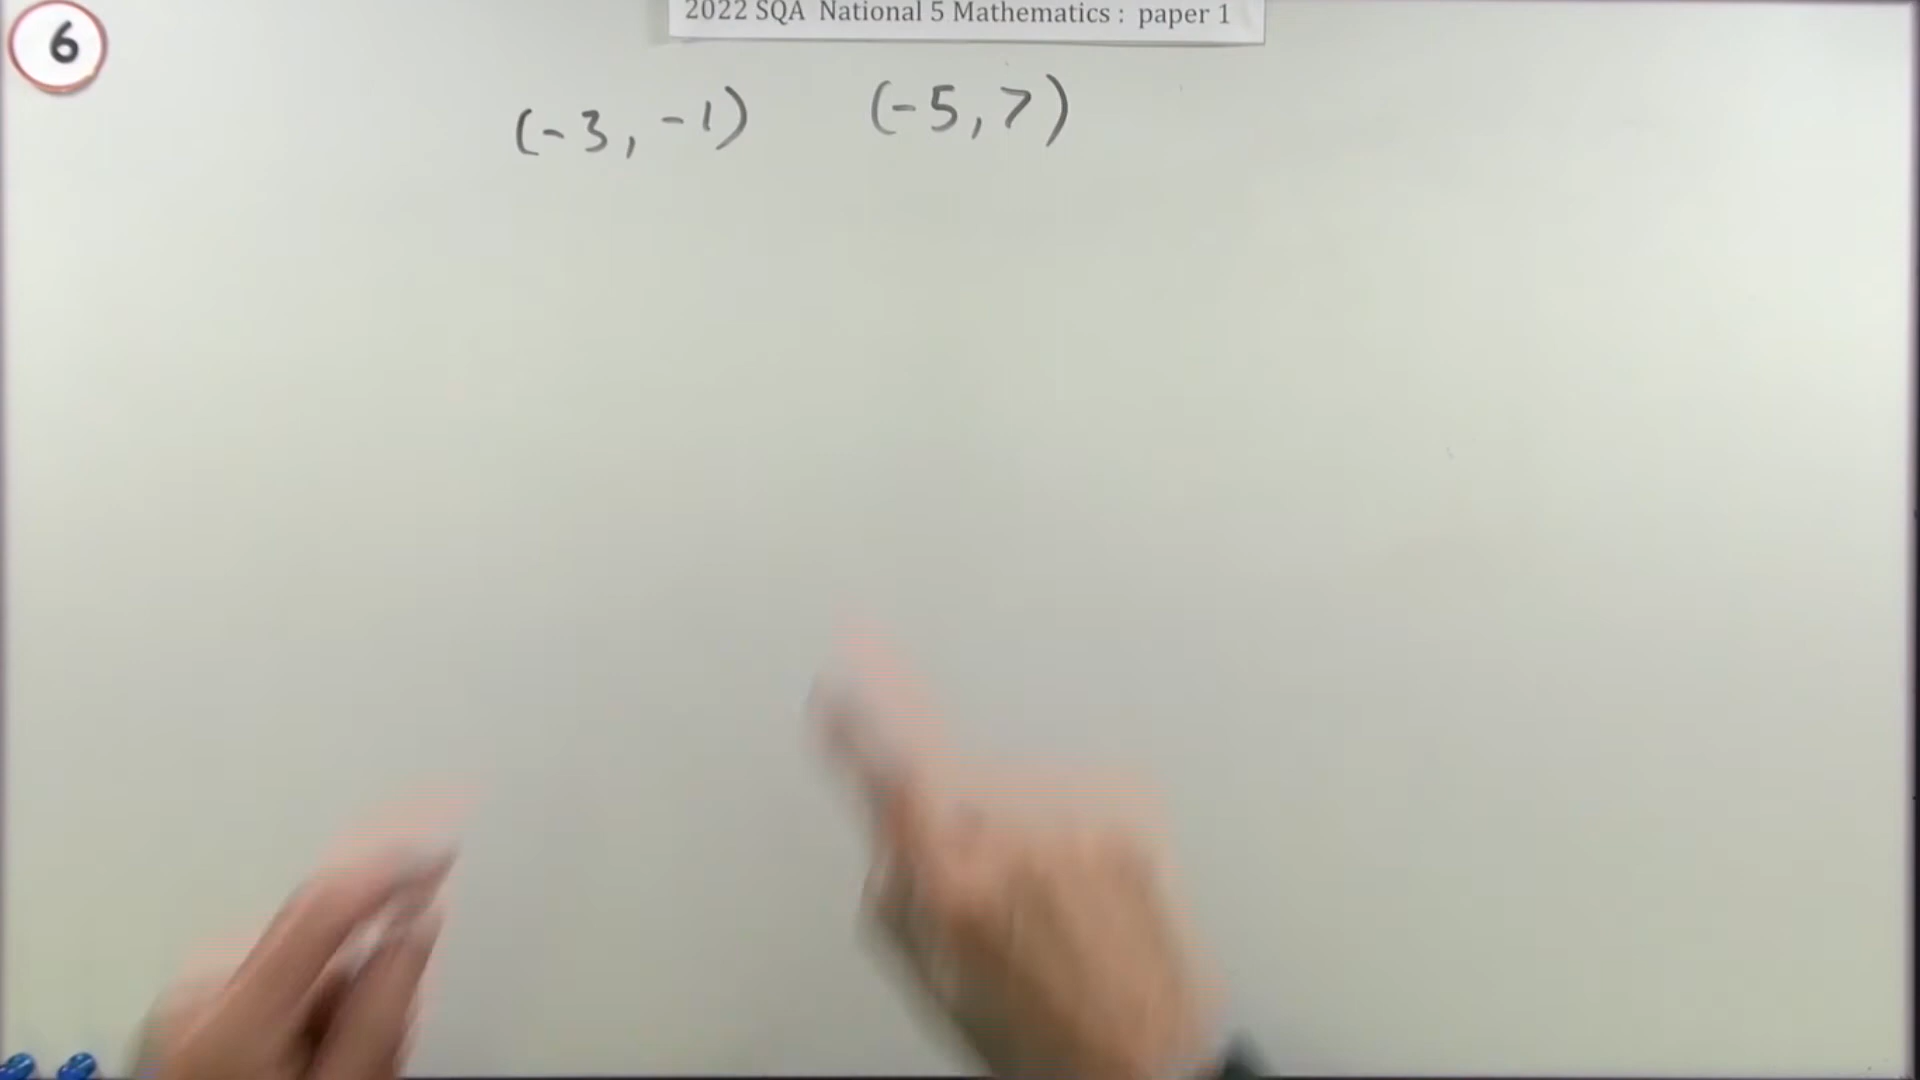 2022 SQA National 5 Mathematics : paper 1
6
(-3, -1) (-5, 7)